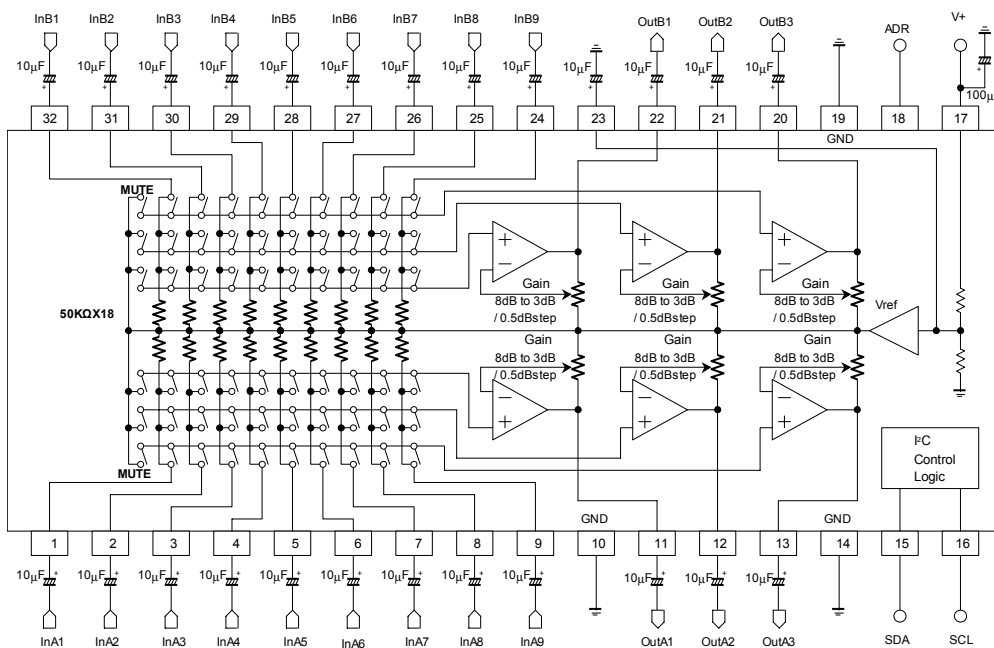 InB1 InB2 InB3 InB4 InB5 InB6 InB7 InB8 InB9 OutB1 OutB2 OutB3 ADR V+
10μF 10μF 10μF 10μF 10μF 10μF 10μF 10μF 10μF 10μF 10μF 10μF 10μF
100μ
32 31 30 29 28 27 26 25 24 23 22 21 20 19 18 17
GND
MUTE
+ + +
− − −
Gain Gain Gain
8dB to 3dB 8dB to 3dB 8dB to 3dB
/ 0.5dBstep / 0.5dBstep / 0.5dBstep
Vref
50KΩX18
Gain Gain Gain
8dB to 3dB 8dB to 3dB 8dB to 3dB
/ 0.5dBstep / 0.5dBstep / 0.5dBstep
− − −
+ + +
I²C
Control
Logic
MUTE
GND GND
1 2 3 4 5 6 7 8 9 10 11 12 13 14 15 16
10μF 10μF 10μF 10μF 10μF 10μF 10μF 10μF 10μF 10μF 10μF 10μF
InA1 InA2 InA3 InA4 InA5 InA6 InA7 InA8 InA9 OutA1 OutA2 OutA3 SDA SCL